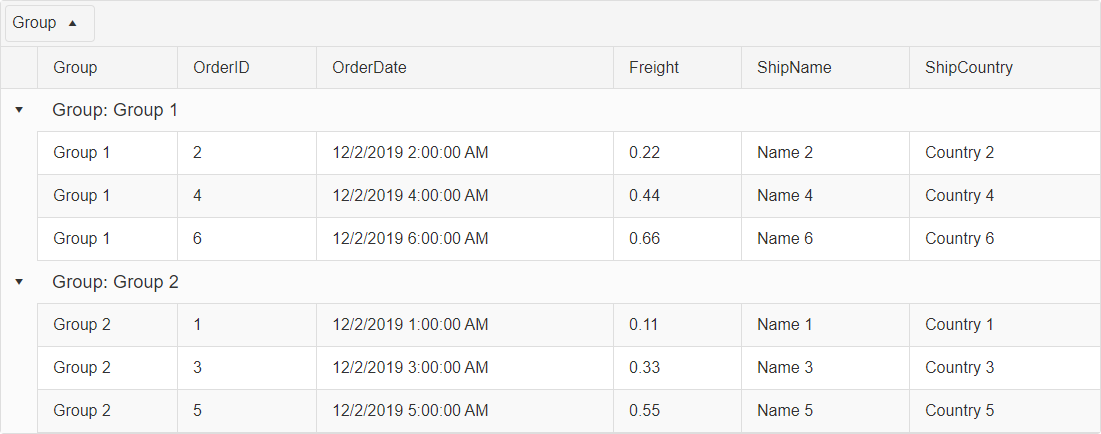 Group
Group OrderID OrderDate Freight ShipName ShipCountry
Group: Group 1
Group 1 2 12/2/2019 2:00:00 AM 0.22 Name 2 Country 2
Group 1 4 12/2/2019 4:00:00 AM 0.44 Name 4 Country 4
Group 1 6 12/2/2019 6:00:00 AM 0.66 Name 6 Country 6
Group: Group 2
Group 2 1 12/2/2019 1:00:00 AM 0.11 Name 1 Country 1
Group 2 3 12/2/2019 3:00:00 AM 0.33 Name 3 Country 3
Group 2 5 12/2/2019 5:00:00 AM 0.55 Name 5 Country 5